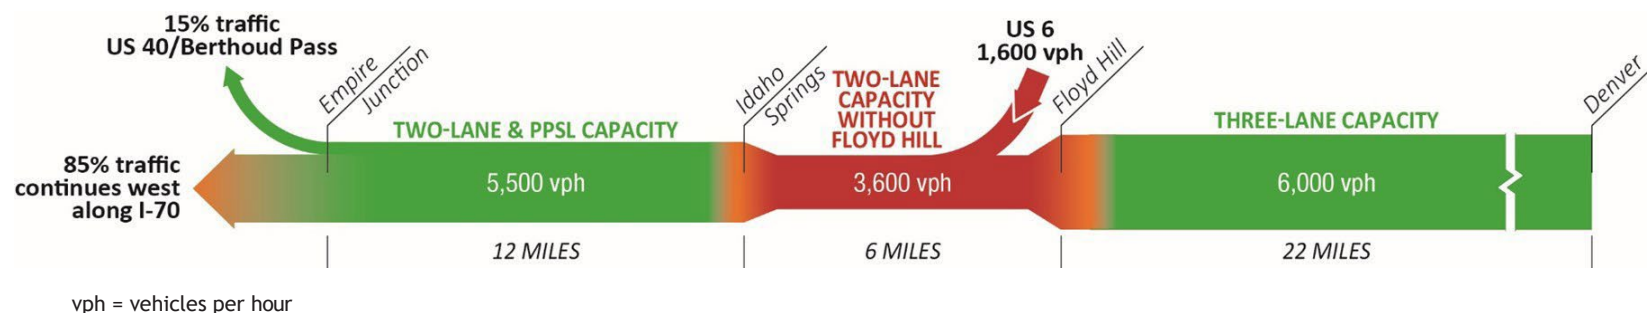 15% traffic
US 40/Berthoud Pass
Empire
Junction
Idaho
Springs
TWO-LANE
CAPACITY
WITHOUT
FLOYD HILL
US 6
1,600 vph
Floyd Hill
Denver
TWO-LANE & PPSL CAPACITY
THREE-LANE CAPACITY
85% traffic
continues west
along I-70
5,500 vph
3,600 vph
6,000 vph
12 MILES
6 MILES
22 MILES
vph = vehicles per hour